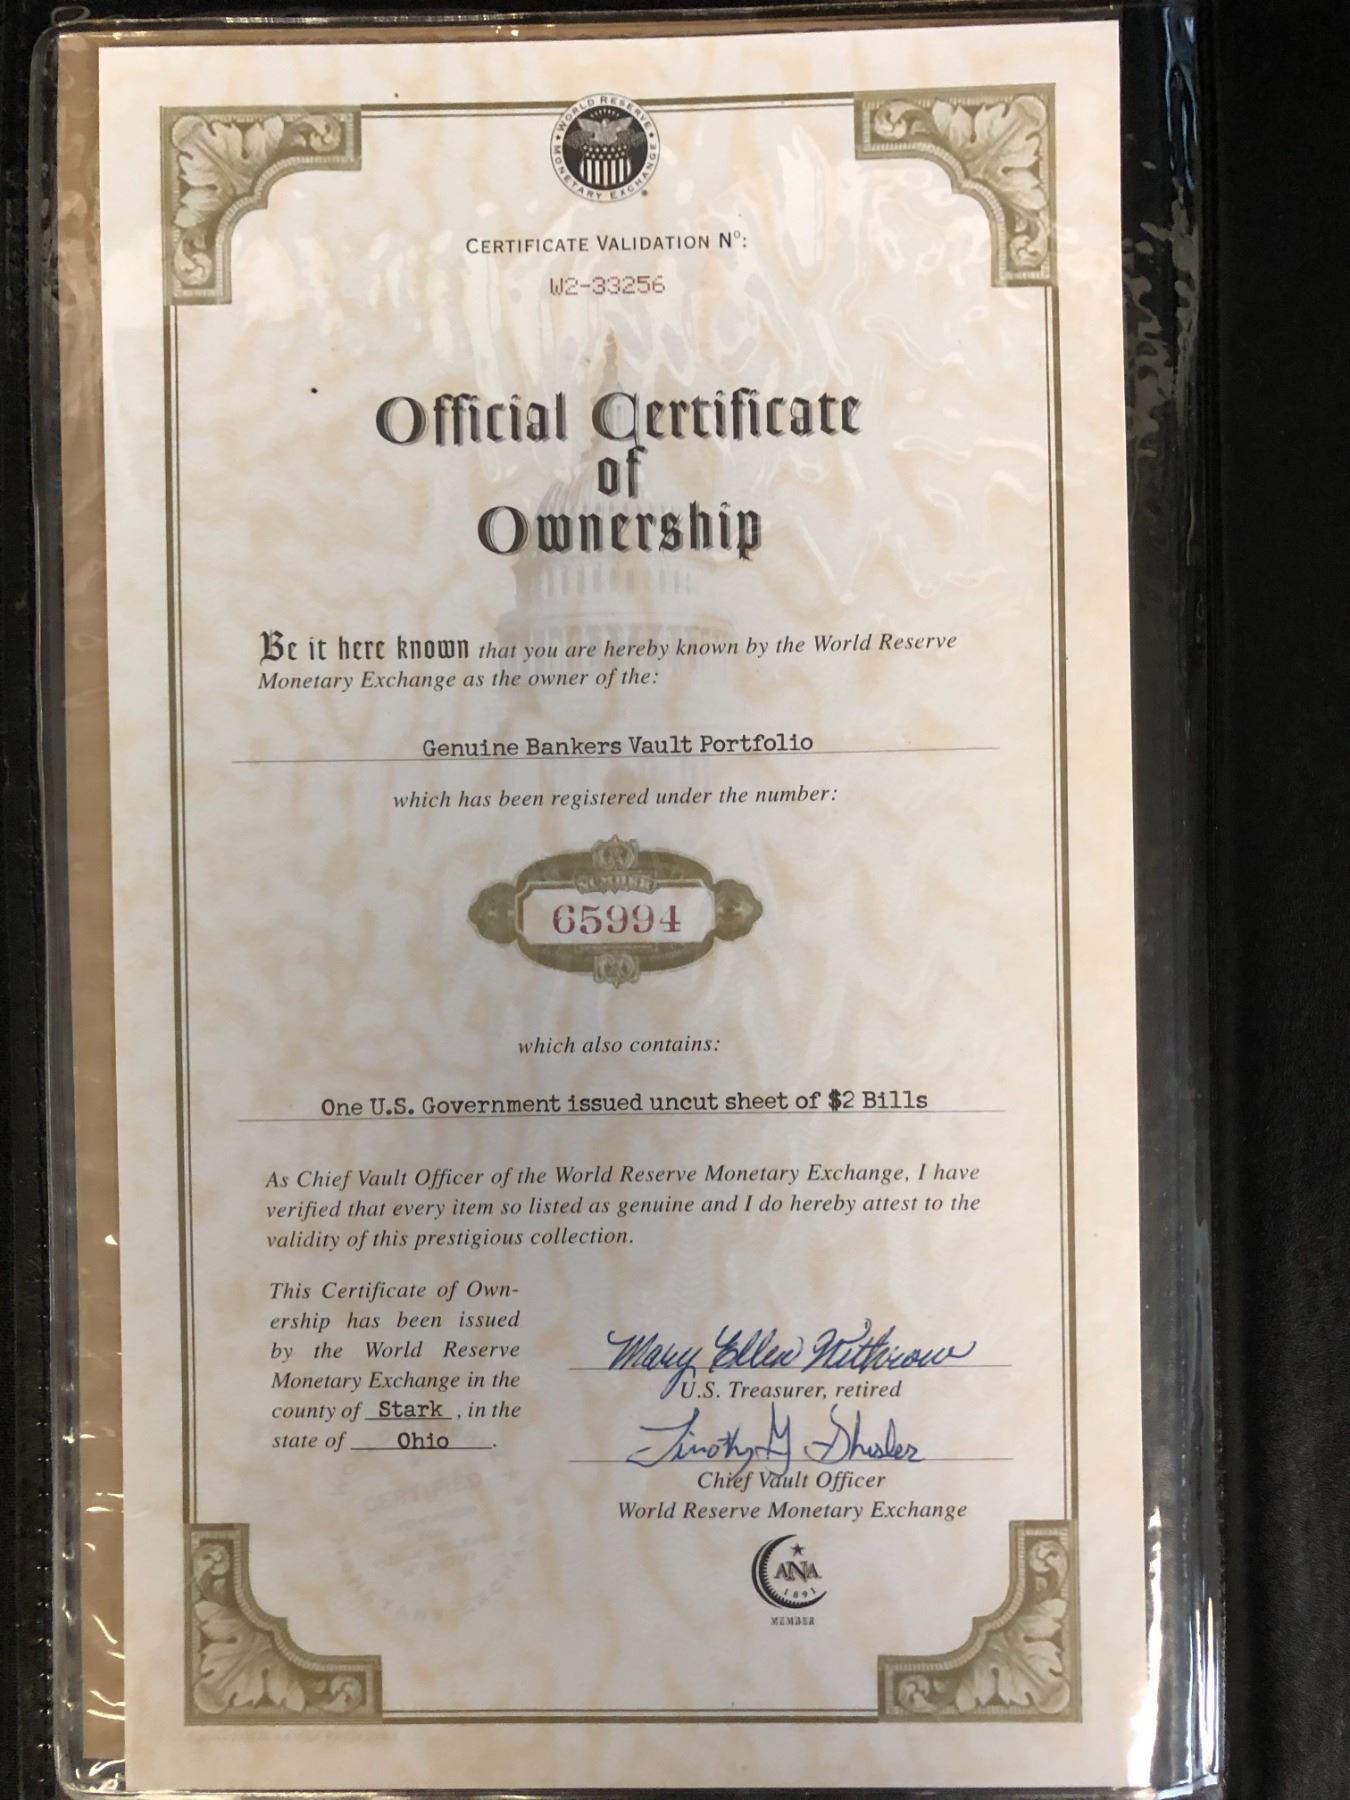 WORLD RESERVE MONETARY EXCHANGE
CERTIFICATE VALIDATION Nº:
W2-33256
Official Certificate
of
Ownership
Be it here known that you are hereby known by the World Reserve
Monetary Exchange as the owner of the:
Genuine Bankers Vault Portfolio
which has been registered under the number:
NUMBER
65994
which also contains:
One U.S. Government issued uncut sheet of $2 Bills
As Chief Vault Officer of the World Reserve Monetary Exchange, I have
verified that every item so listed as genuine and I do hereby attest to the
validity of this prestigious collection.
This Certificate of Own-
ership has been issued
by the World Reserve
Monetary Exchange in the
county of Stark, in the
state of Ohio.
Mary Ellen Withrow
U.S. Treasurer, retired
Timothy J Shisler
Chief Vault Officer
World Reserve Monetary Exchange
ANA
1891
MEMBER
CERTIFIED